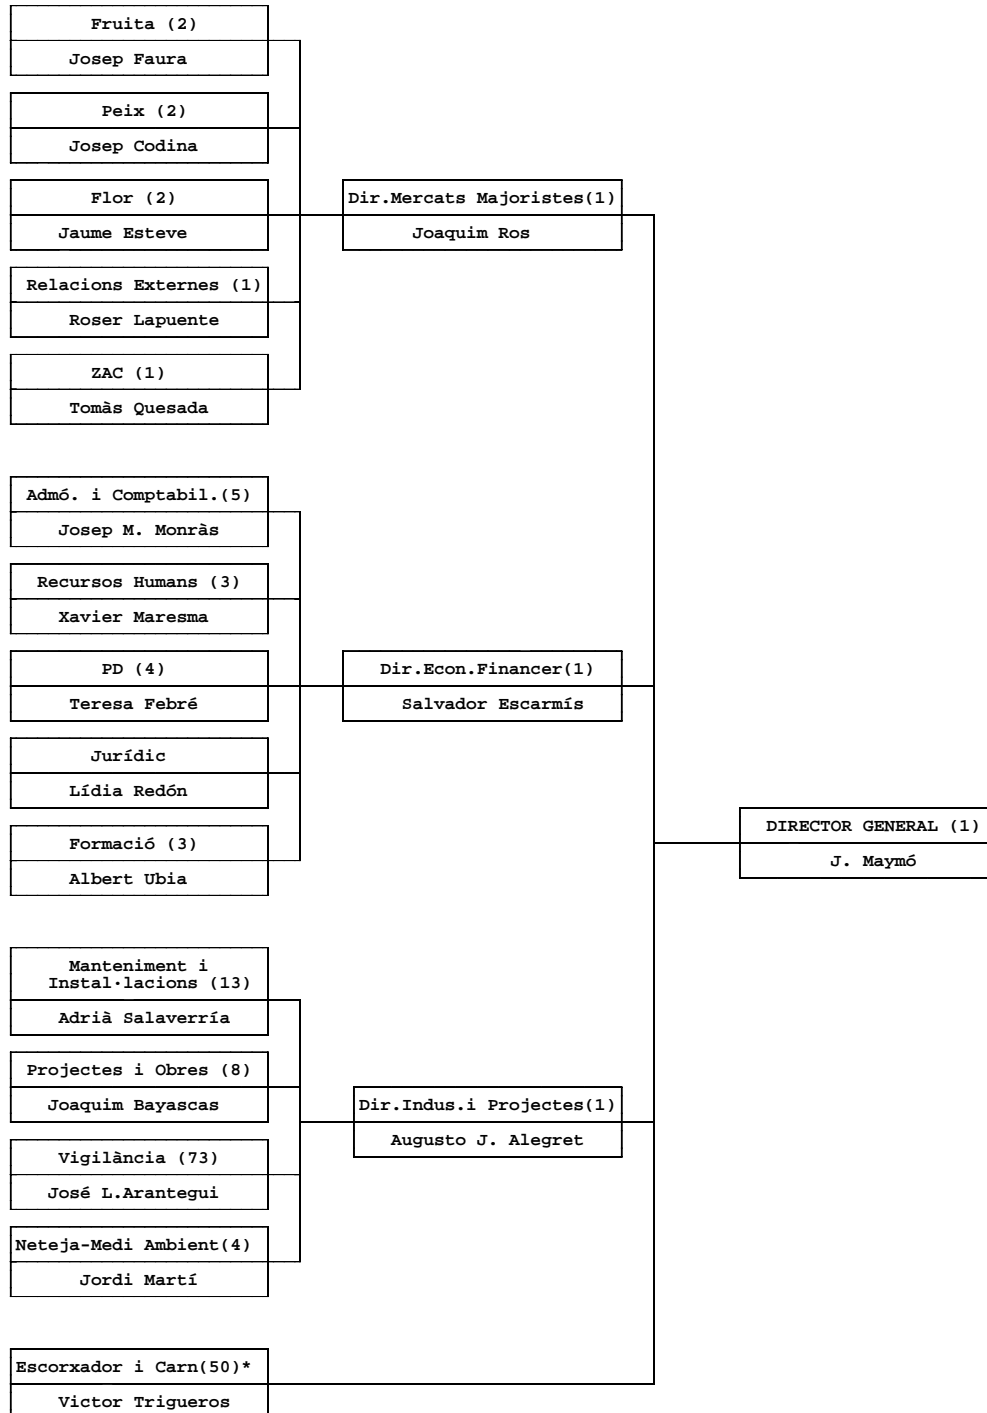 Fruita (2)
Josep Faura
Peix (2)
Josep Codina
Flor (2)
Jaume Esteve
Relacions Externes (1)
Roser Lapuente
ZAC (1)
Tomàs Quesada
Dir.Mercats Majoristes(1)
Joaquim Ros
Admó. i Comptabil.(5)
Josep M. Monràs
Recursos Humans (3)
Xavier Maresma
PD (4)
Teresa Febré
Jurídic
Lídia Redón
Formació (3)
Albert Ubia
Dir.Econ.Financer(1)
Salvador Escarmís
DIRECTOR GENERAL (1)
J. Maymó
Manteniment i
Instal·lacions (13)
Adrià Salaverría
Projectes i Obres (8)
Joaquim Bayascas
Vigilància (73)
José L.Arantegui
Neteja-Medi Ambient(4)
Jordi Martí
Dir.Indus.i Projectes(1)
Augusto J. Alegret
Escorxador i Carn(50)*
Victor Trigueros